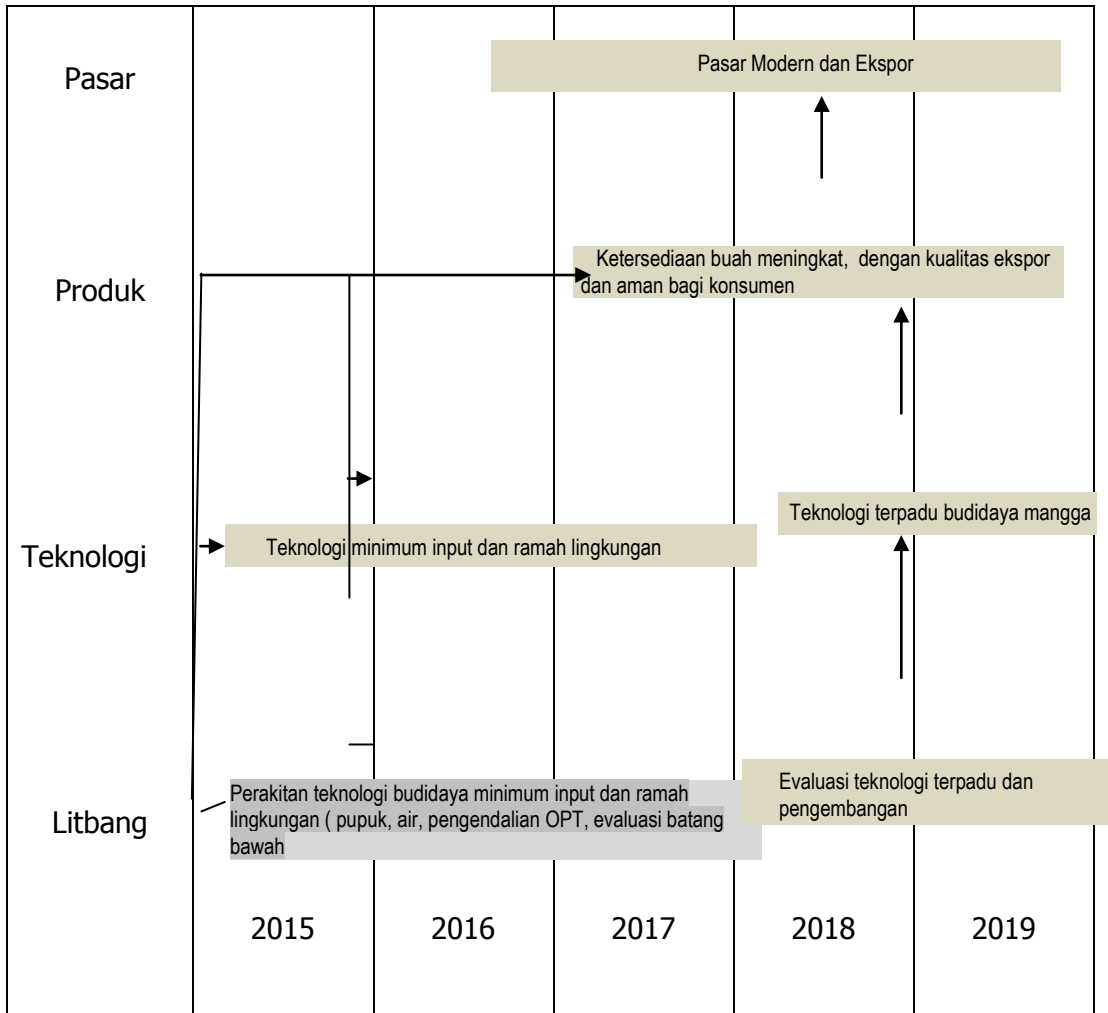 Pasar
Pasar Modern dan Ekspor
Produk
Ketersediaan buah meningkat, dengan kualitas ekspor
dan aman bagi konsumen
Teknologi
Teknologi minimum input dan ramah lingkungan
Teknologi terpadu budidaya mangga
Litbang
Perakitan teknologi budidaya minimum input dan ramah
lingkungan ( pupuk, air, pengendalian OPT, evaluasi batang
bawah
Evaluasi teknologi terpadu dan
pengembangan
2015
2016
2017
2018
2019